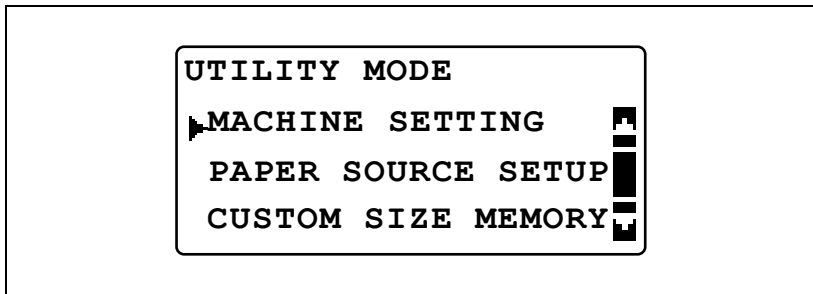 UTILITY MODE
MACHINE SETTING
PAPER SOURCE SETUP
CUSTOM SIZE MEMORY